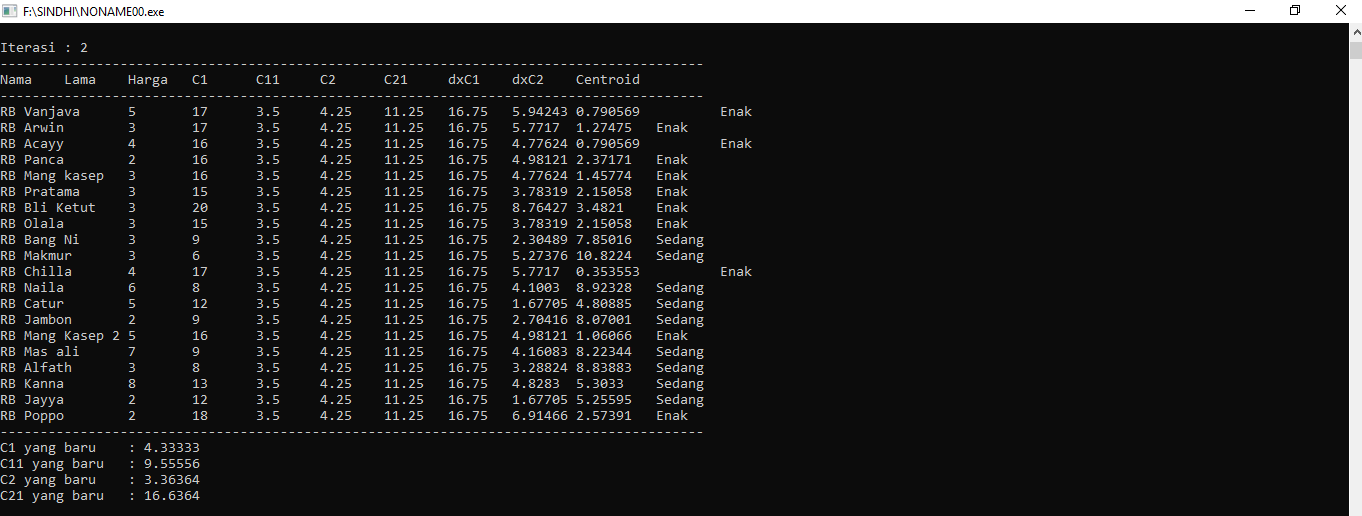 F:\SINDHI\NONAME00.exe
Iterasi : 2
----------------------------------------------------------------------------------------
Nama    Lama    Harga   C1      C11     C2      C21     dxC1    dxC2    Centroid
----------------------------------------------------------------------------------------
RB Vanjava      5       17      3.5     4.25    11.25   16.75   5.94243 0.790569          Enak
RB Arwin        3       17      3.5     4.25    11.25   16.75   5.7717  1.27475   Enak
RB Acayy        4       16      3.5     4.25    11.25   16.75   4.77624 0.790569          Enak
RB Panca        2       16      3.5     4.25    11.25   16.75   4.98121 2.37171   Enak
RB Mang kasep   3       16      3.5     4.25    11.25   16.75   4.77624 1.45774   Enak
RB Pratama      3       15      3.5     4.25    11.25   16.75   3.78319 2.15058   Enak
RB Bli Ketut    3       20      3.5     4.25    11.25   16.75   8.76427 3.4821    Enak
RB Olala        3       15      3.5     4.25    11.25   16.75   3.78319 2.15058   Enak
RB Bang Ni      3       9       3.5     4.25    11.25   16.75   2.30489 7.85016   Sedang
RB Makmur       3       6       3.5     4.25    11.25   16.75   5.27376 10.8224   Sedang
RB Chilla       4       17      3.5     4.25    11.25   16.75   5.7717  0.353553          Enak
RB Naila        6       8       3.5     4.25    11.25   16.75   4.1003  8.92328   Sedang
RB Catur        5       12      3.5     4.25    11.25   16.75   1.67705 4.80885   Sedang
RB Jambon       2       9       3.5     4.25    11.25   16.75   2.70416 8.07001   Sedang
RB Mang Kasep 2 5       16      3.5     4.25    11.25   16.75   4.98121 1.06066   Enak
RB Mas ali      7       9       3.5     4.25    11.25   16.75   4.16083 8.22344   Sedang
RB Alfath       3       8       3.5     4.25    11.25   16.75   3.28824 8.83883   Sedang
RB Kanna        8       13      3.5     4.25    11.25   16.75   4.8283  5.3033    Sedang
RB Jayya        2       12      3.5     4.25    11.25   16.75   1.67705 5.25595   Sedang
RB Poppo        2       18      3.5     4.25    11.25   16.75   6.91466 2.57391   Enak
----------------------------------------------------------------------------------------
C1 yang baru    : 4.33333
C11 yang baru   : 9.55556
C2 yang baru    : 3.36364
C21 yang baru   : 16.6364